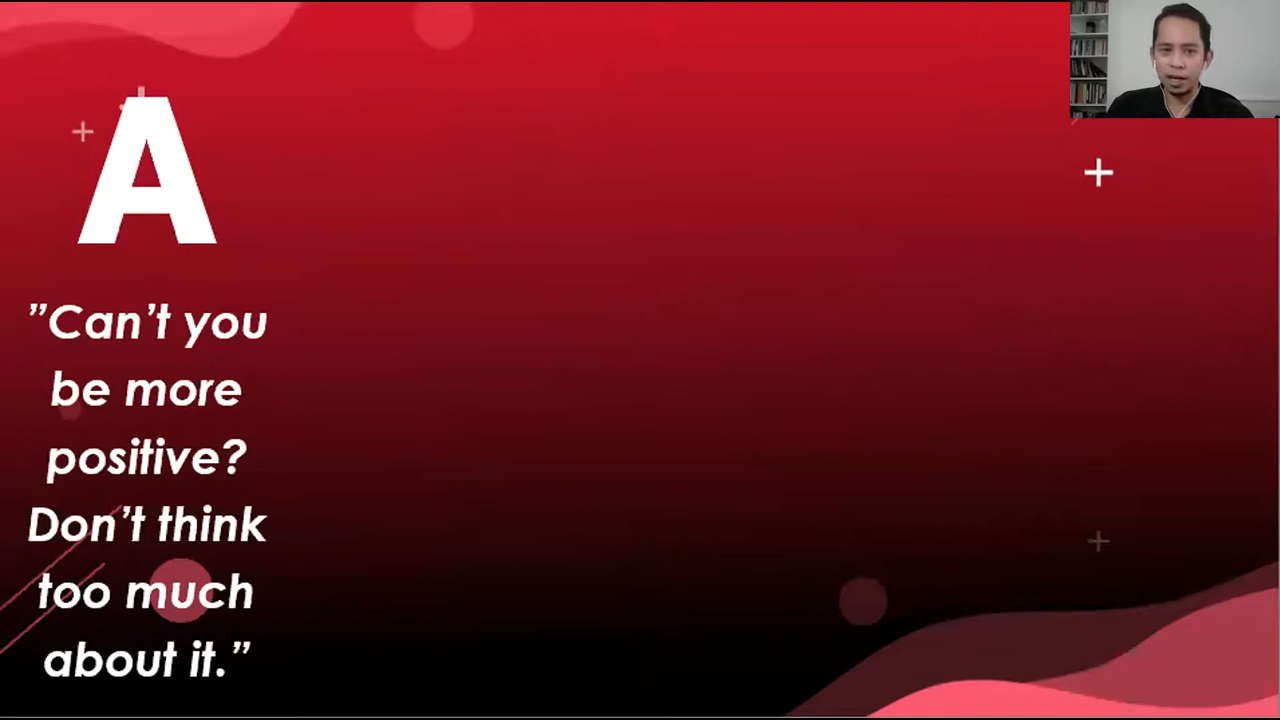 A
”Can’t you
be more
positive?
Don’t think
too much
about it.”